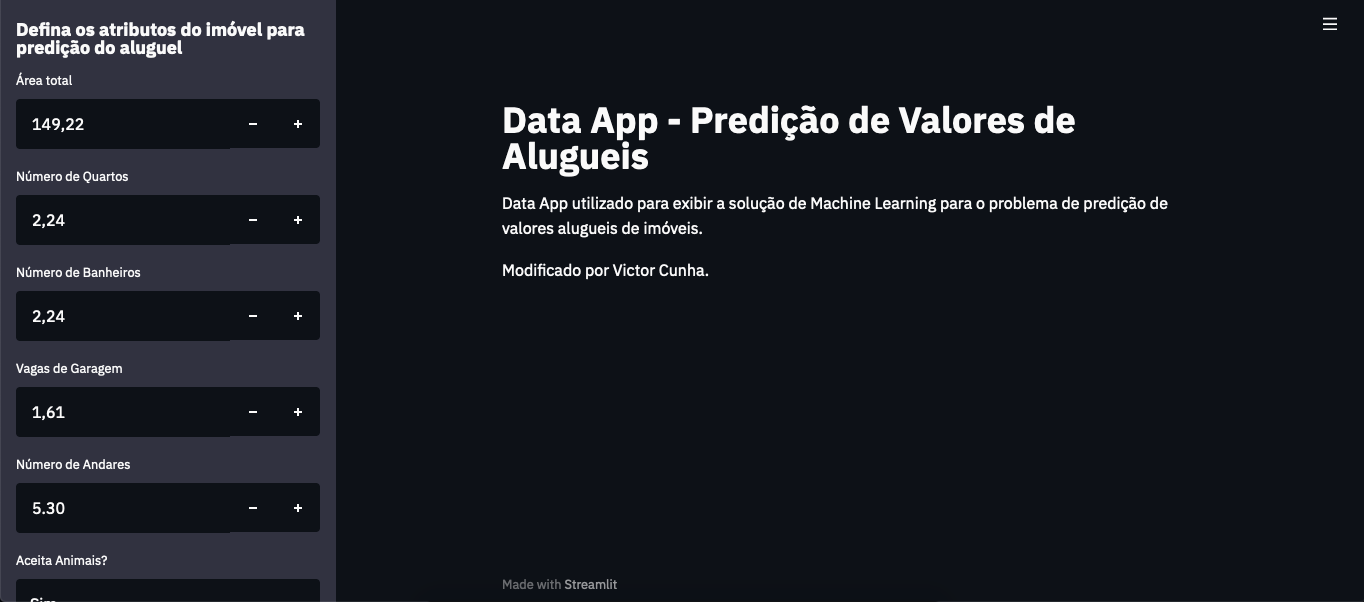 Defina os atributos do imóvel para
predição do aluguel
Área total
149,22
Número de Quartos
2,24
Número de Banheiros
2,24
Vagas de Garagem
1,61
Número de Andares
5.30
Aceita Animais?
Data App - Predição de Valores de
Alugueis
Data App utilizado para exibir a solução de Machine Learning para o problema de predição de
valores alugueis de imóveis.
Modificado por Victor Cunha.
Made with Streamlit